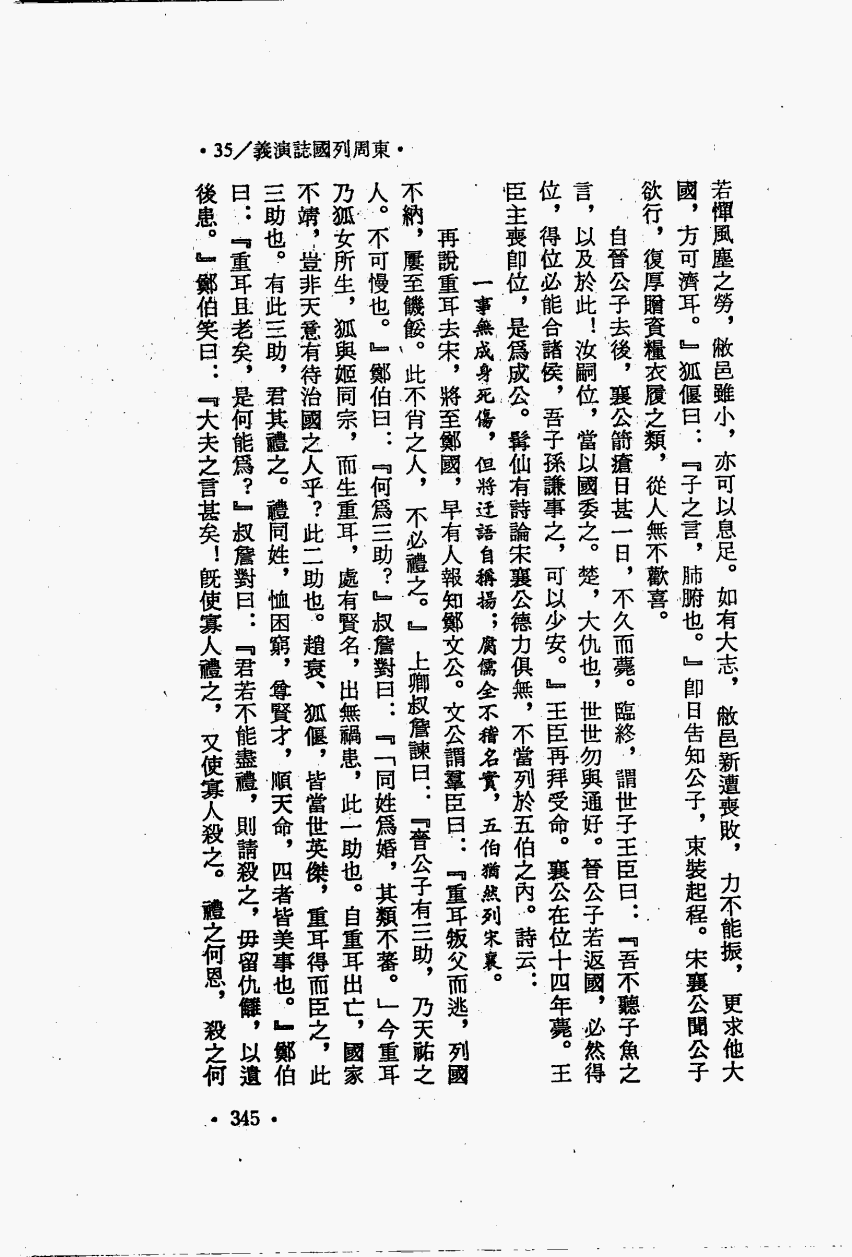 ・35/義演誌國列周東・
若憚風塵之勞，敝邑雖小，亦可以息足。如有大志，敝邑新遭喪敗，力不能振，更求他大
國，方可濟耳。』狐偃曰：『子之言，肺腑也。』卽日吿知公子，束裝起程。宋襄公聞公子
欲行，復厚贈資糧衣履之類，從人無不歡喜。
自晉公子去後，襄公箭瘡日甚一日，不久而薨。臨終，謂世子王臣曰：『吾不聽子魚之
言，以及於此！汝嗣位，當以國委之。楚，大仇也，世世勿與通好。晉公子若返國，必然得
位，得位必能合諸侯，吾子孫謙事之，可以少安。』王臣再拜受命。襄公在位十四年薨。王
臣主喪卽位，是爲成公。髯仙有詩論宋襄公德力俱無，不當列於五伯之內。詩云：
一事無成身死傷，但將迂語自稱揚；腐儒全不稽名實，五伯猶然列宋襄。
再說重耳去宋，將至鄭國，早有人報知鄭文公。文公謂羣臣曰：『重耳叛父而逃，列國
不納，屢至饑餒。此不肖之人，不必禮之。』上卿叔詹諫曰：『晉公子有三助，乃天祐之
人。不可慢也。』鄭伯曰：『何爲三助？』叔詹對曰：『「同姓爲婚，其類不蕃。」今重耳
乃狐女所生，狐與姬同宗，而生重耳，處有賢名，出無禍患，此一助也。自重耳出亡，國家
不靖，豈非天意有待治國之人乎？此二助也。趙衰、狐偃，皆當世英傑，重耳得而臣之，此
三助也。有此三助，君其禮之。禮同姓，恤困窮，尊賢才，順天命，四者皆美事也。』鄭伯
曰：『重耳且老矣，是何能爲？』叔詹對曰：『君若不能盡禮，則請殺之，毋留仇讎，以遺
後患。』鄭伯笑曰：『大夫之言甚矣！旣使寡人禮之，又使寡人殺之。禮之何恩，殺之何
・345・